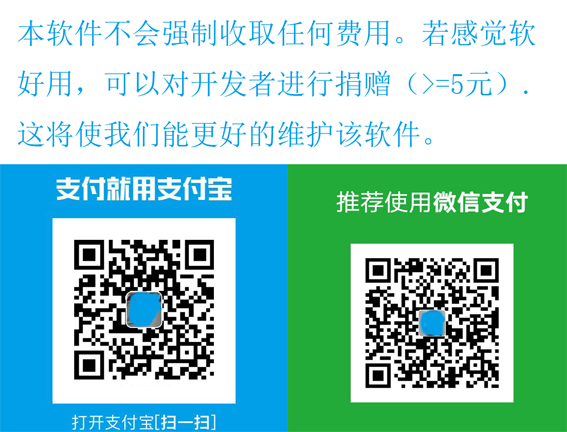 本软件不会强制收取任何费用。若感觉软
好用，可以对开发者进行捐赠（>=5元）.
这将使我们能更好的维护该软件。
支付就用支付宝
推荐使用微信支付
打开支付宝[扫一扫]